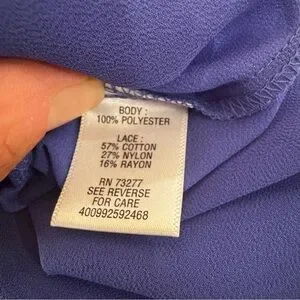 BODY :
100% POLYESTER
LACE :
57% COTTON
27% NYLON
16% RAYON
RN 73277
SEE REVERSE
FOR CARE
400992592468